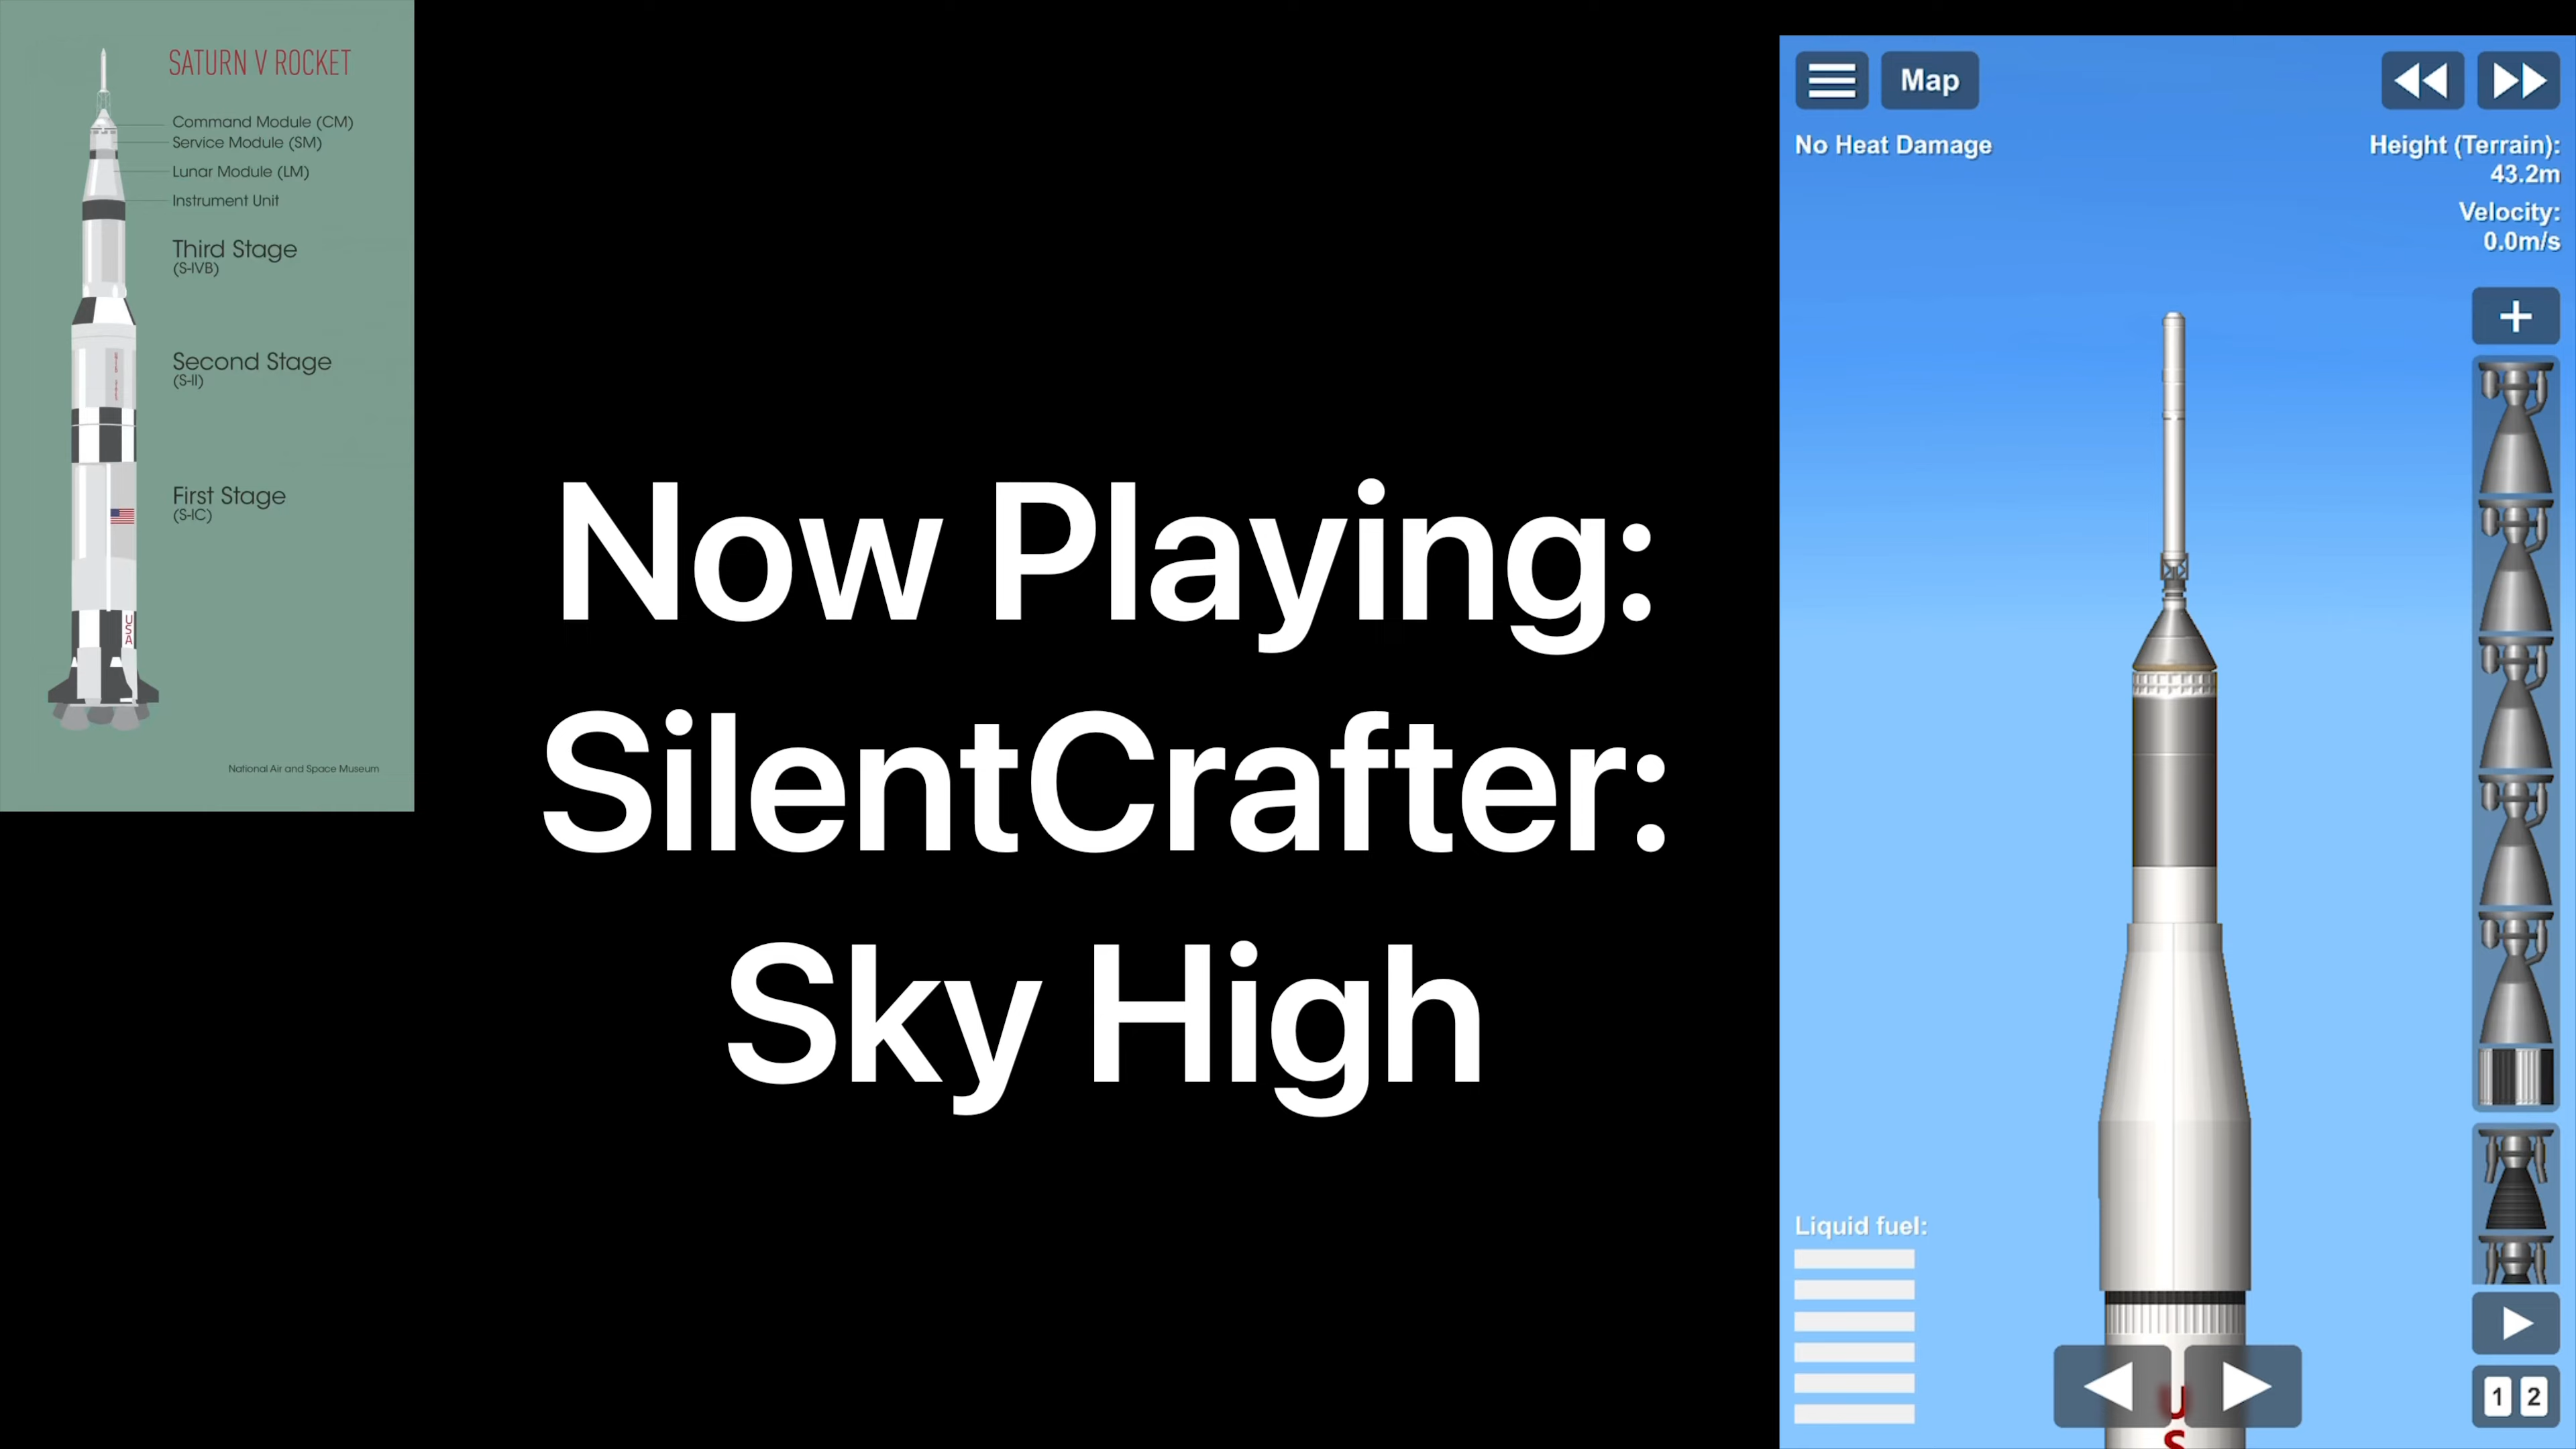 SATURN V ROCKET
Command Module (CM)
Service Module (SM)
Lunar Module (LM)
Instrument Unit
Third Stage
(S-IVB)
Second Stage
(S-II)
First Stage
(S-IC)
USA
National Air and Space Museum
Now Playing:
SilentCrafter:
Sky High
Map
No Heat Damage
Height (Terrain):
43.2m
Velocity:
0.0m/s
Liquid fuel:
U
S
1 2